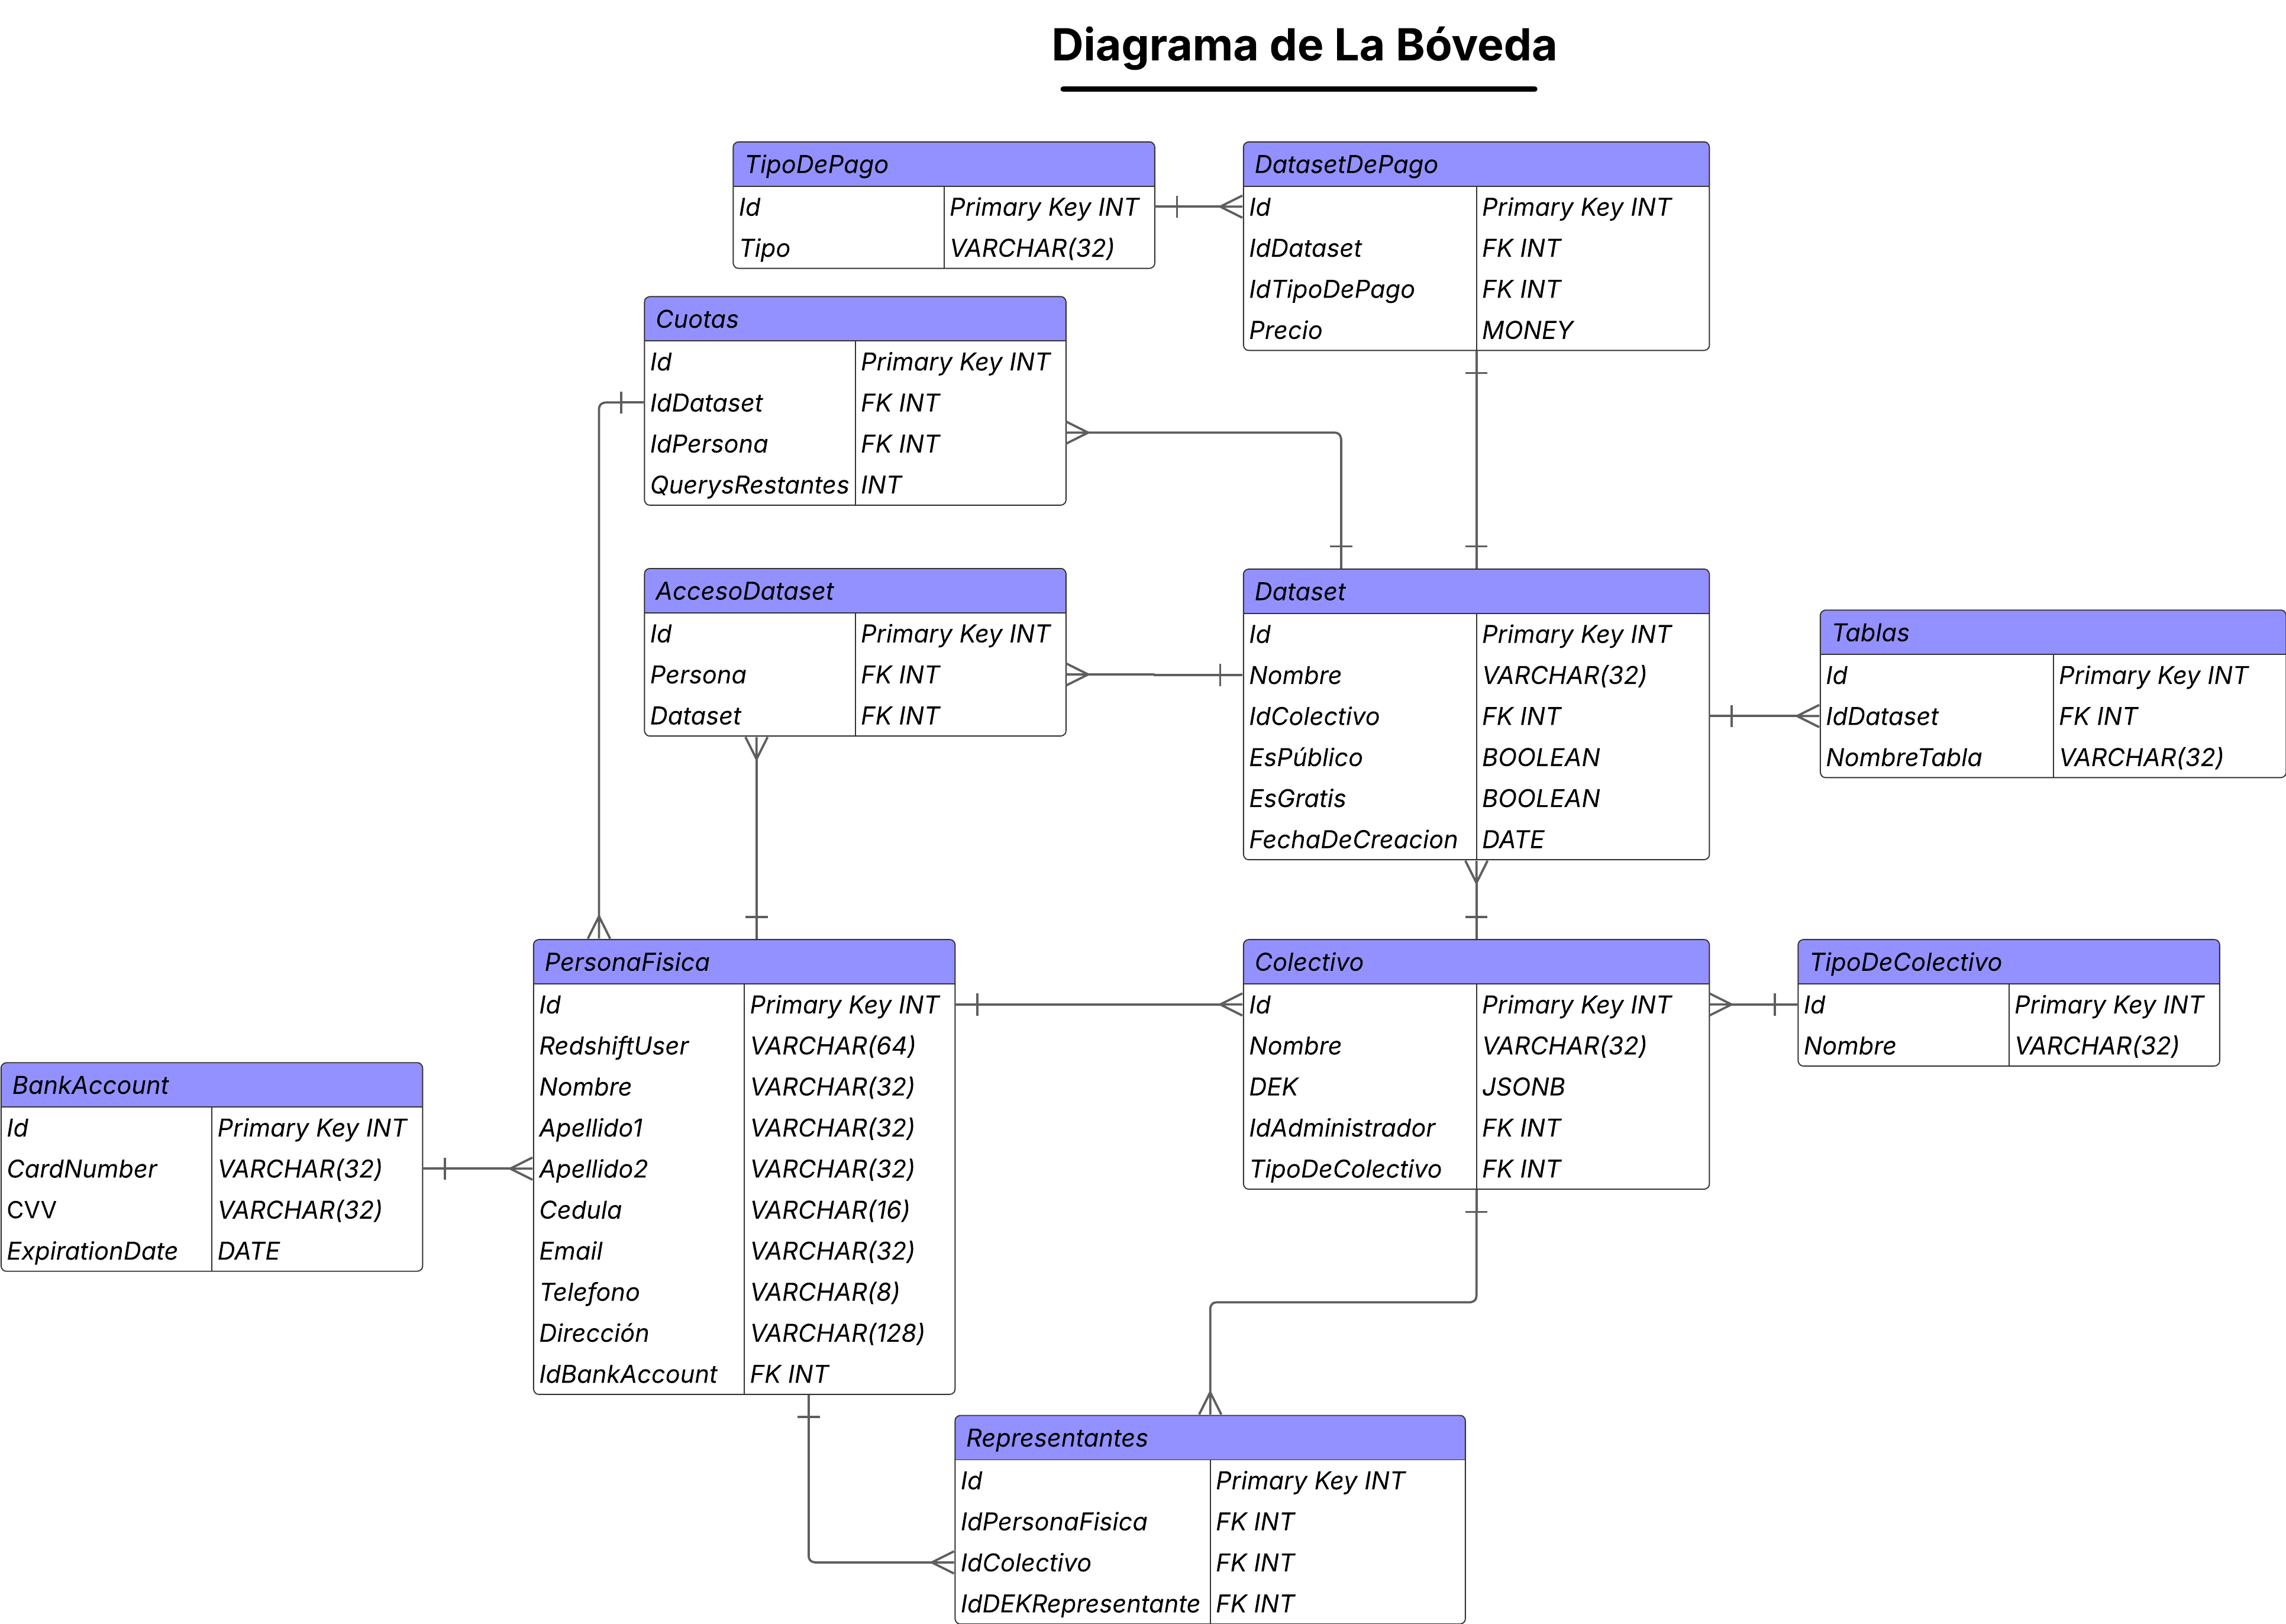 Diagrama de La Bóveda
TipoDePago
Id Primary Key INT
Tipo VARCHAR(32)
DatasetDePago
Id Primary Key INT
IdDataset FK INT
IdTipoDePago FK INT
Precio MONEY
Cuotas
Id Primary Key INT
IdDataset FK INT
IdPersona FK INT
QuerysRestantes INT
AccesoDataset
Id Primary Key INT
Persona FK INT
Dataset FK INT
Dataset
Id Primary Key INT
Nombre VARCHAR(32)
IdColectivo FK INT
EsPúblico BOOLEAN
EsGratis BOOLEAN
FechaDeCreacion DATE
Tablas
Id Primary Key INT
IdDataset FK INT
NombreTabla VARCHAR(32)
PersonaFisica
Id Primary Key INT
RedshiftUser VARCHAR(64)
Nombre VARCHAR(32)
Apellido1 VARCHAR(32)
Apellido2 VARCHAR(32)
Cedula VARCHAR(16)
Email VARCHAR(32)
Telefono VARCHAR(8)
Dirección VARCHAR(128)
IdBankAccount FK INT
Colectivo
Id Primary Key INT
Nombre VARCHAR(32)
DEK JSONB
IdAdministrador FK INT
TipoDeColectivo FK INT
TipoDeColectivo
Id Primary Key INT
Nombre VARCHAR(32)
BankAccount
Id Primary Key INT
CardNumber VARCHAR(32)
CVV VARCHAR(32)
ExpirationDate DATE
Representantes
Id Primary Key INT
IdPersonaFisica FK INT
IdColectivo FK INT
IdDEKRepresentante FK INT